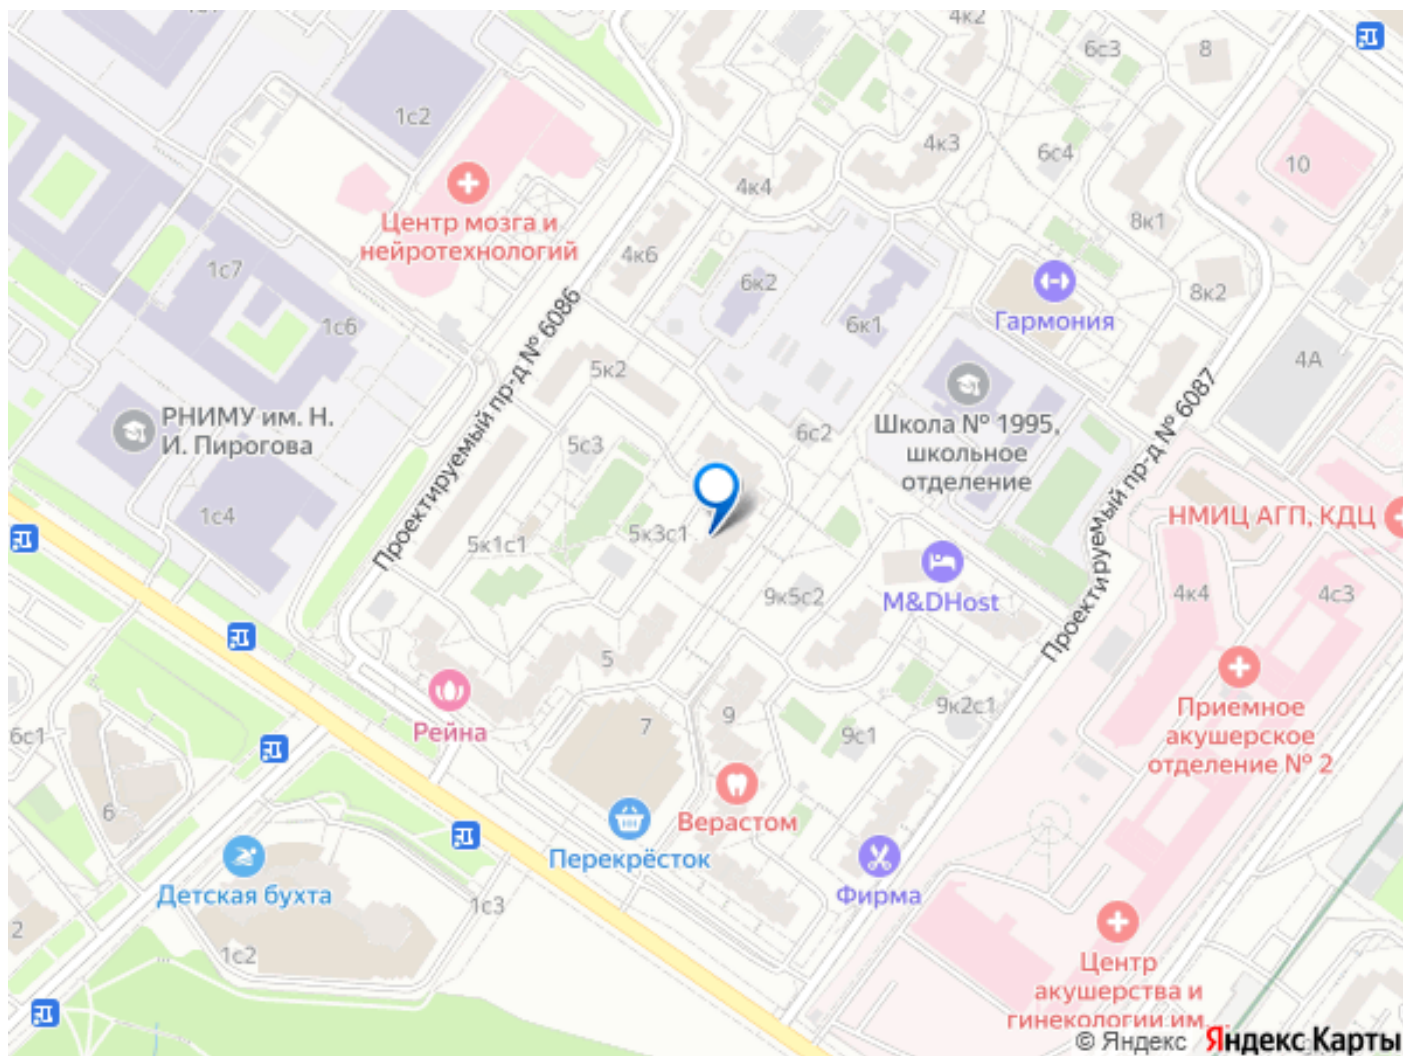 4к2
6с3
8
1с2
4к3
6с4
10
4к4
8к1
Центр мозга и
нейротехнологий
4к6
1с7
6к2
8к2
Гармония
1с6
6к1
4А
Проектируемый пр-д № 6086
5к2
РНИМУ им. Н.
И. Пирогова
Школа № 1995,
школьное
отделение
6с2
5с3
Проектируемый пр-д № 6087
1с4
НМИЦ АГП, КДЦ
5к1с1
5к3с1
9к5с2
M&DHost
4к4
4с3
5
Рейна
9
9к2с1
Приемное
акушерское
отделение № 2
6с1
7
9с1
6
Верастом
Перекрёсток
Детская бухта
Фирма
1с3
2
1с2
Центр
акушерства и
гинекологии им....
© Яндекс Яндекс Карты